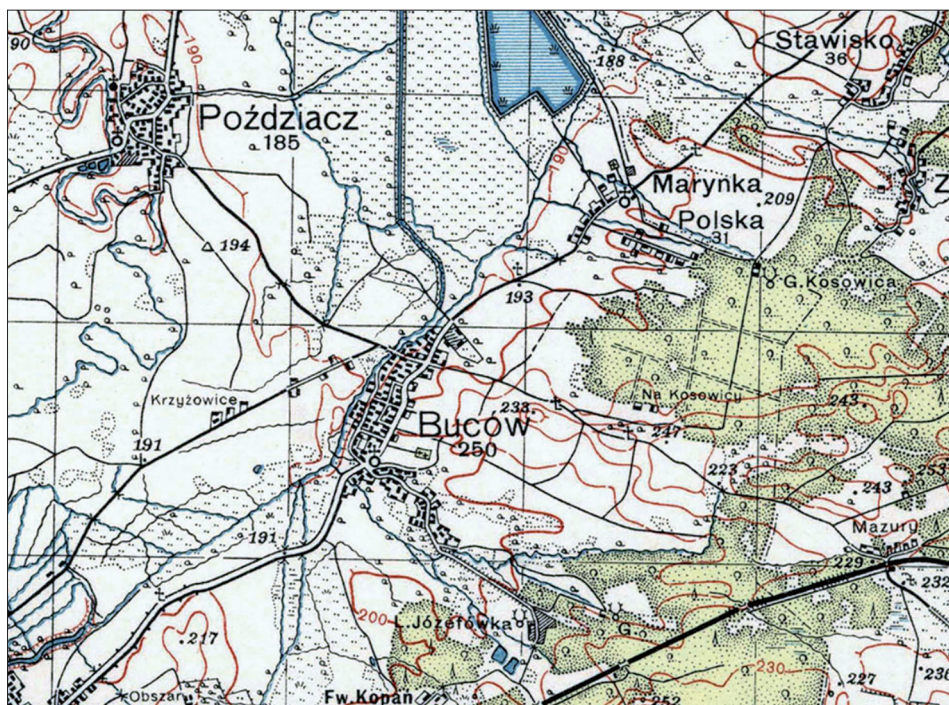 90
190
188
Stawisko
36
Poździacz
185
190
Marynka
Polska
31
209
Z
194
193
G. Kosowica
Krzyżowice
Na Kosowicy
243
233
Buców
250
247
191
223
243
253
Mazury
191
229
232
200
L. Józefówka
G.
217
230
Obszar
Fw. Kopań
252
227